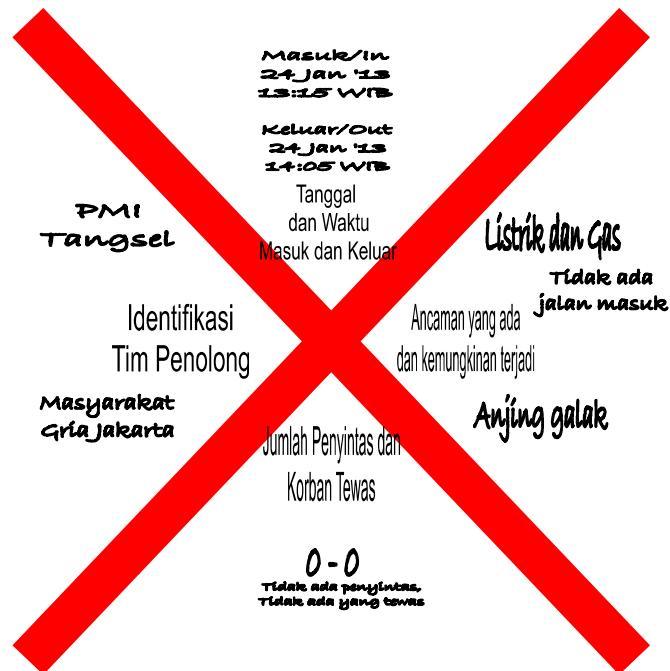 Masuk/In
24 Jan '13
13:15 WIB
Keluar/Out
24 Jan '13
14:05 WIB
Tanggal
dan Waktu
Masuk dan Keluar
PMI
Tangsel
Identifikasi
Tim Penolong
Masyarakat
Gria Jakarta
Listrik dan Gas
Tidak ada
jalan masuk
Ancaman yang ada
dan kemungkinan terjadi
Anjing galak
Jumlah Penyintas dan
Korban Tewas
0 - 0
Tidak ada penyintas,
Tidak ada yang tewas